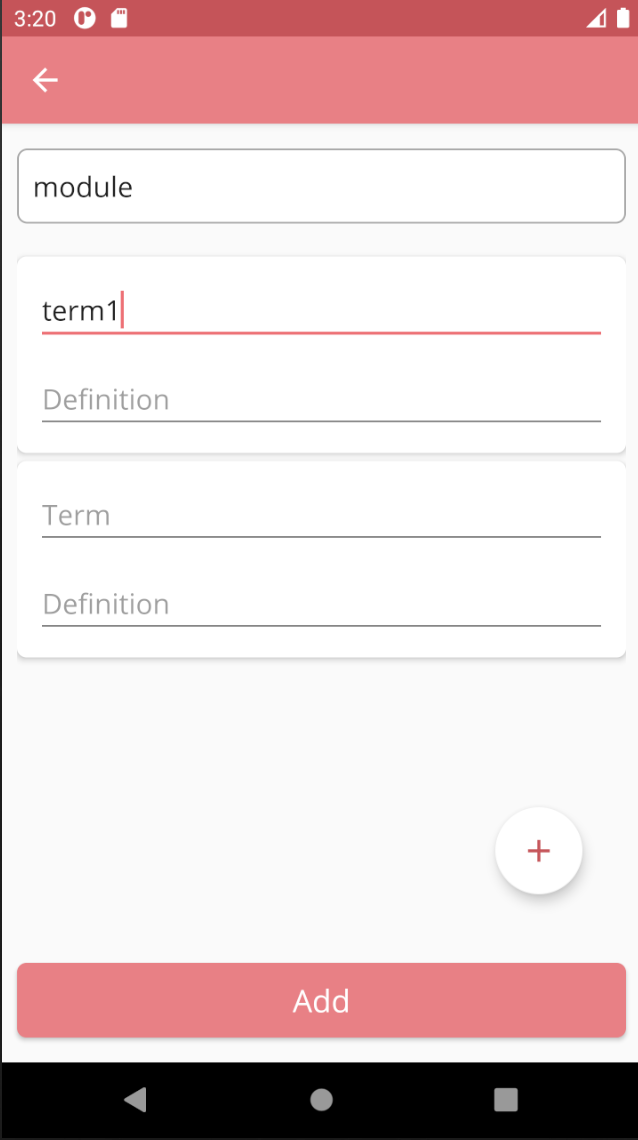 3:20
module
term1
Definition
Term
Definition
+
Add